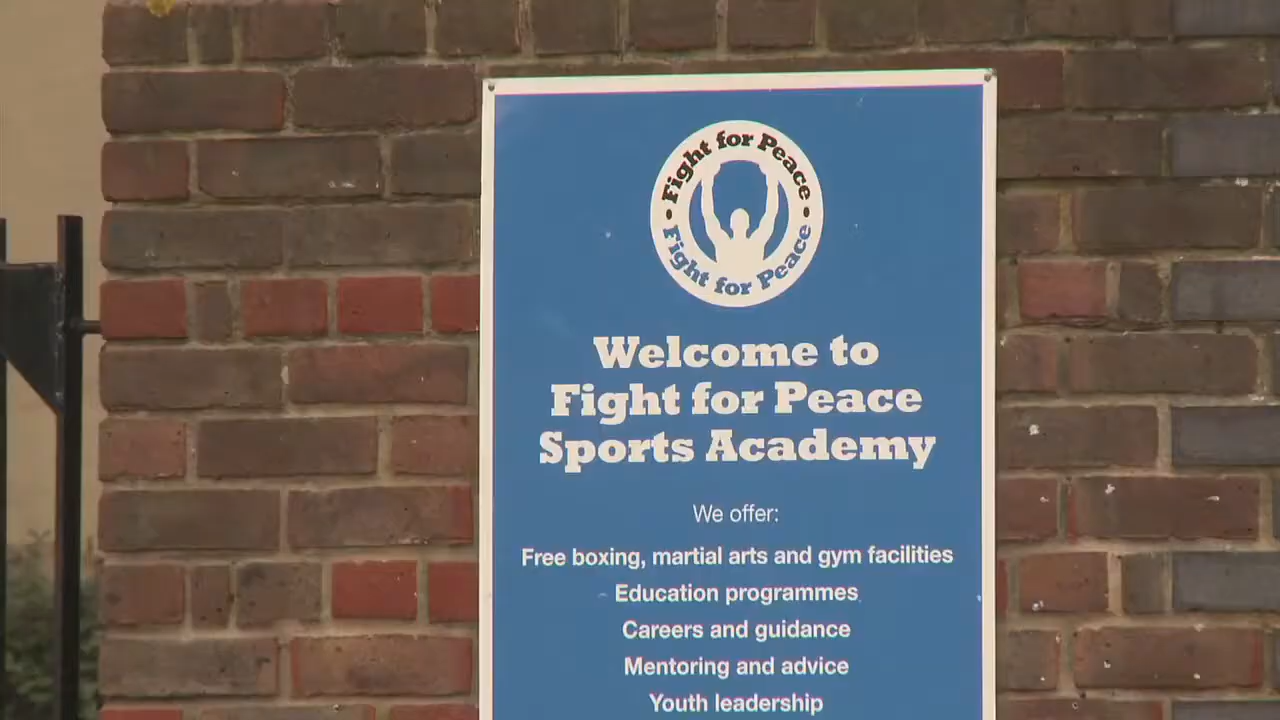 Fight for Peace
Fight for Peace
Welcome to
Fight for Peace
Sports Academy
We offer:
Free boxing, martial arts and gym facilities
Education programmes
Careers and guidance
Mentoring and advice
Youth leadership